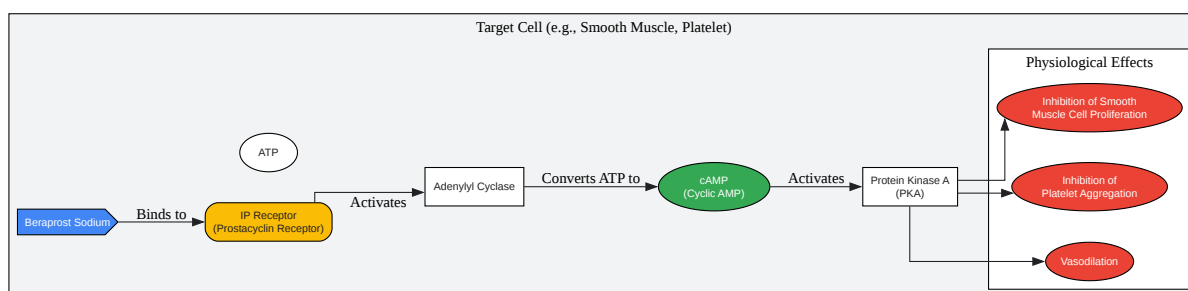 Target Cell (e.g., Smooth Muscle, Platelet)
Physiological Effects
Inhibition of Smooth
Muscle Cell Proliferation
ATP
Adenylyl Cyclase
Converts ATP to
cAMP
(Cyclic AMP)
Activates
Protein Kinase A
(PKA)
Inhibition of
Platelet Aggregation
Beraprost Sodium
Binds to
IP Receptor
(Prostacyclin Receptor)
Activates
Vasodilation